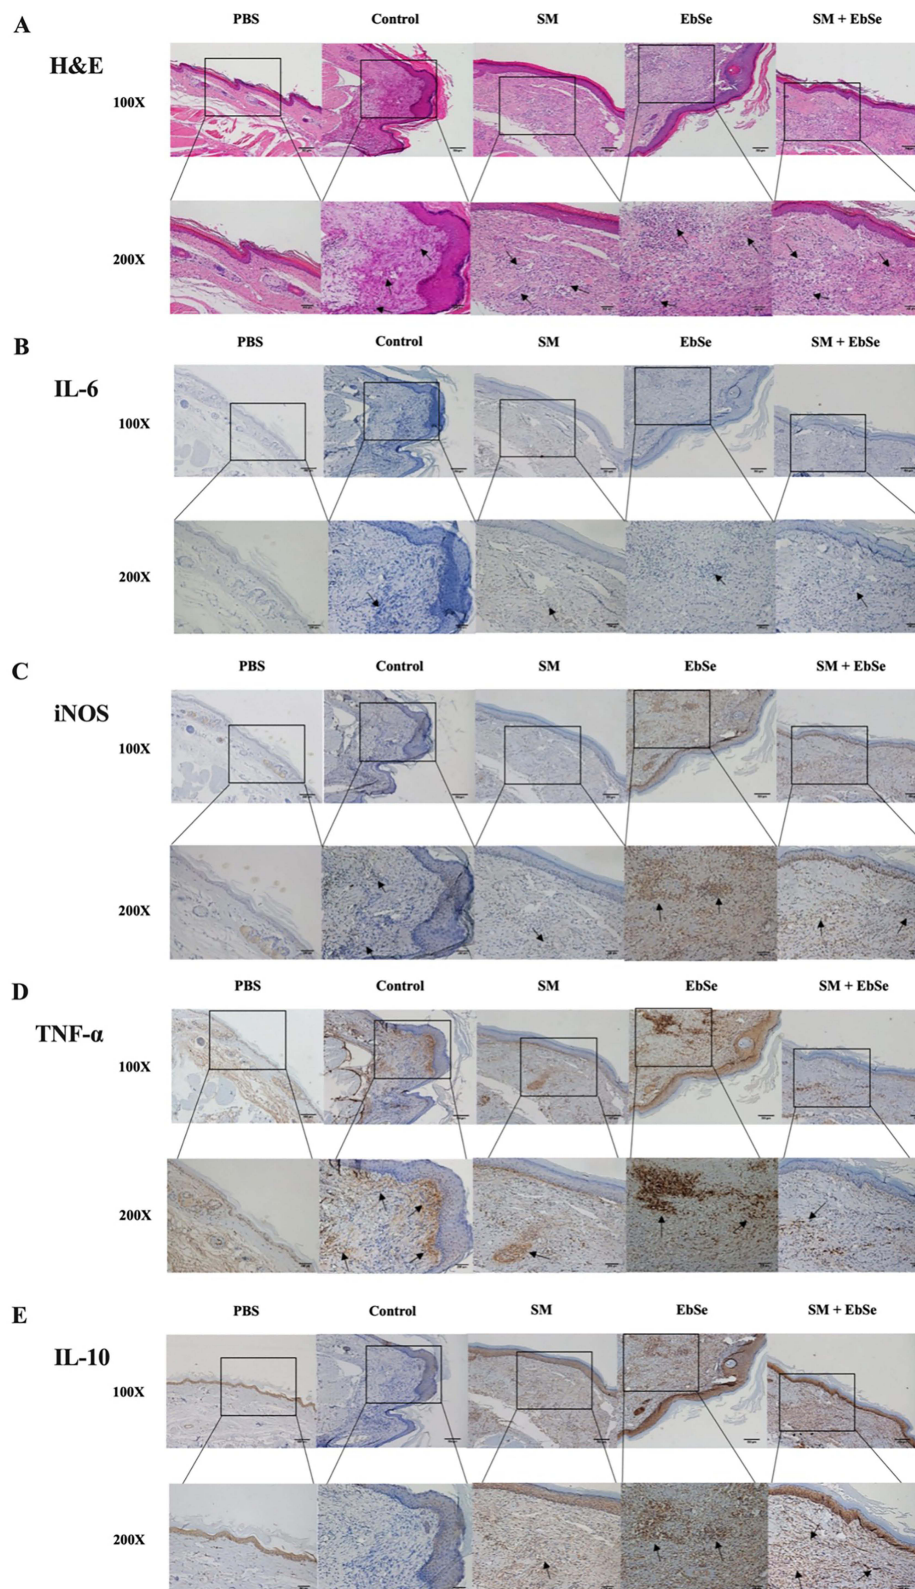 A
PBS Control SM EbSe SM + EbSe
H&E
100X
200X
B
PBS Control SM EbSe SM + EbSe
IL-6
100X
200X
C
PBS Control SM EbSe SM + EbSe
iNOS
100X
200X
D
PBS Control SM EbSe SM + EbSe
TNF-α
100X
200X
E
PBS Control SM EbSe SM + EbSe
IL-10
100X
200X